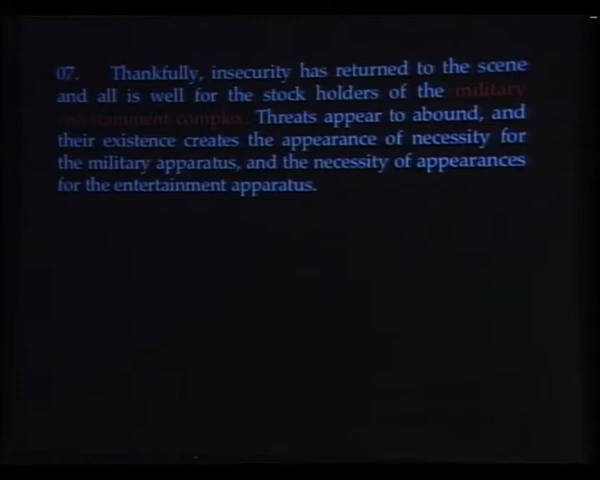 07. Thankfully, insecurity has returned to the scene
and all is well for the stock holders of the military
entertainment complex. Threats appear to abound, and
their existence creates the appearance of necessity for
the military apparatus, and the necessity of appearances
for the entertainment apparatus.